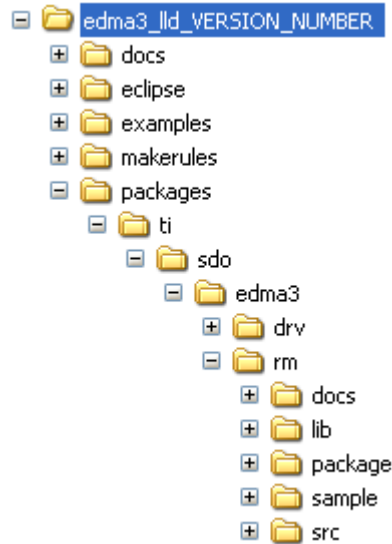 edma3_lld_VERSION_NUMBER
docs
eclipse
examples
makerules
packages
ti
sdo
edma3
drv
rm
docs
lib
package
sample
src